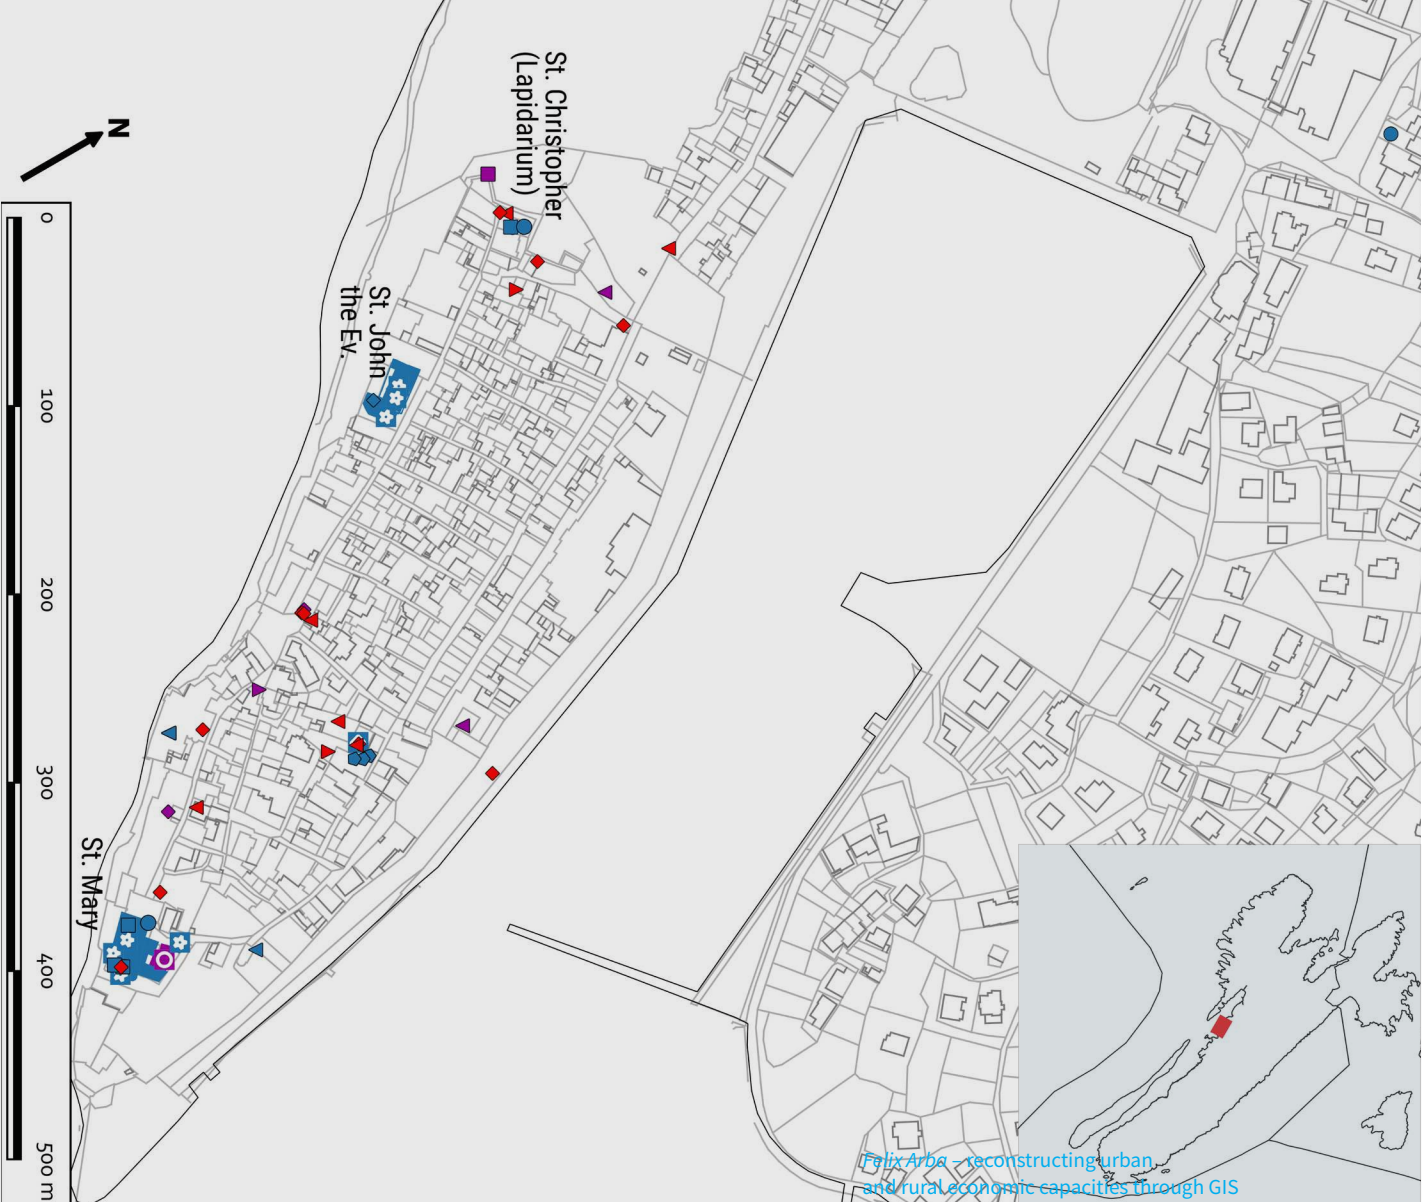 St. Christopher
(Lapidarium)
N
0
100
200
300
400
500 m
St. John
the Ev.
St. Mary
Felix Arba – reconstructing urban
and rural economic capacities through GIS